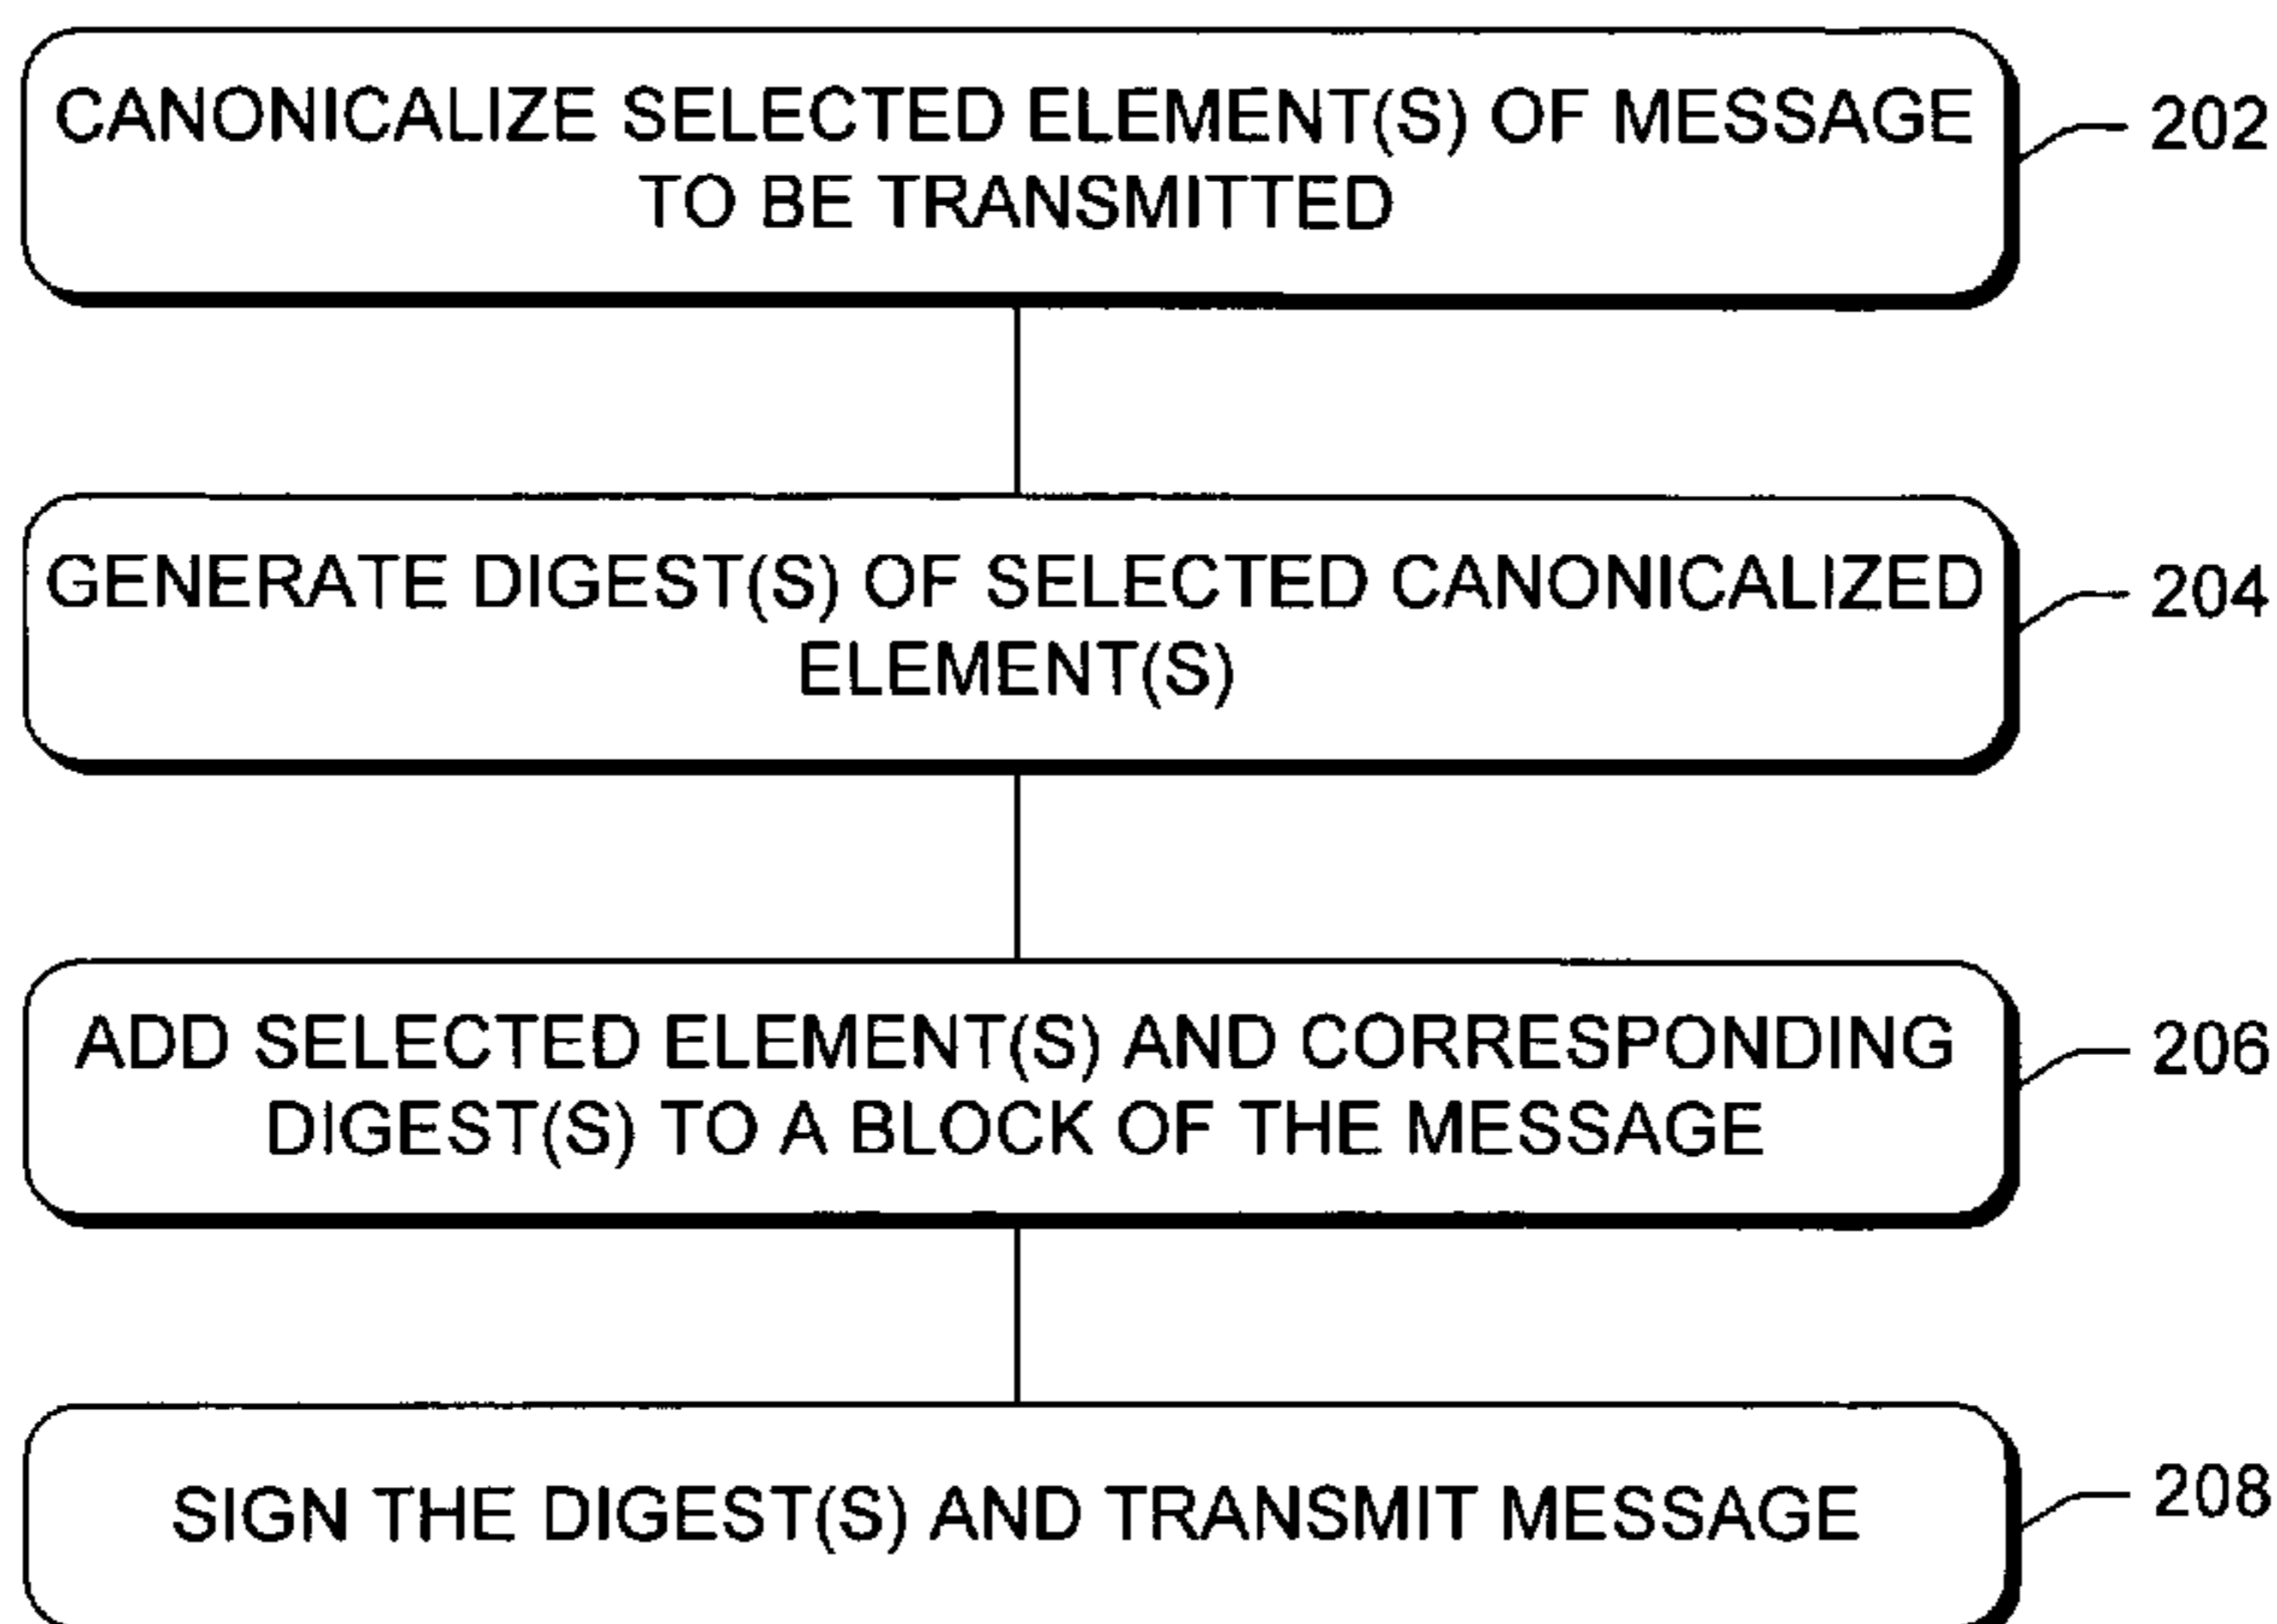 CANONICALIZE SELECTED ELEMENT(S) OF MESSAGE
TO BE TRANSMITTED
202
GENERATE DIGEST(S) OF SELECTED CANONICALIZED
ELEMENT(S)
204
ADD SELECTED ELEMENT(S) AND CORRESPONDING
DIGEST(S) TO A BLOCK OF THE MESSAGE
206
SIGN THE DIGEST(S) AND TRANSMIT MESSAGE
208